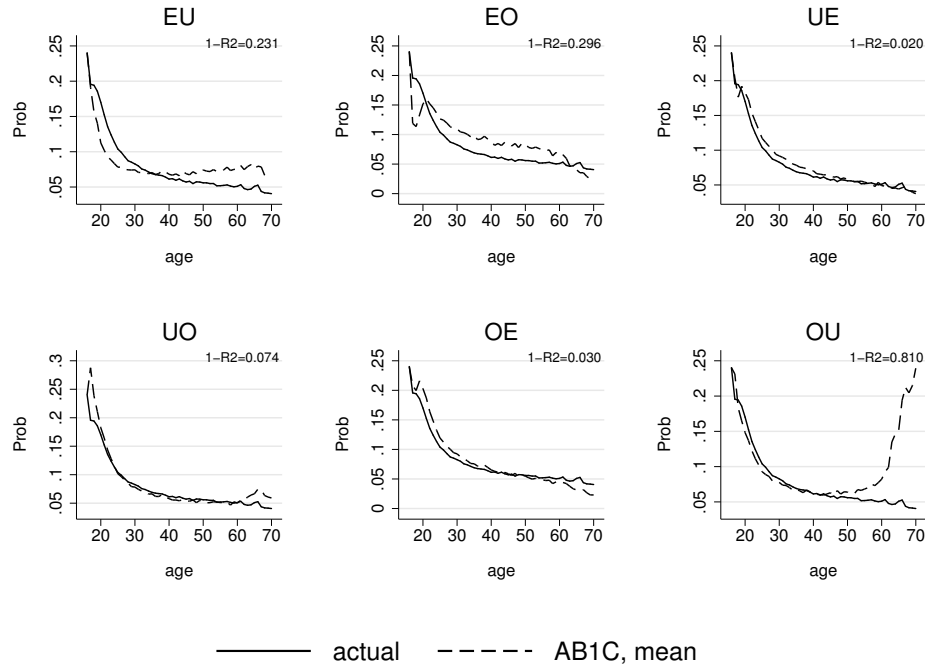 EU
1−R2=0.231
Prob
.25
.2
.15
.1
.05
20 30 40 50 60 70
age
EO
1−R2=0.296
Prob
.25
.2
.15
.1
.05
0
20 30 40 50 60 70
age
UE
1−R2=0.020
Prob
.25
.2
.15
.1
.05
20 30 40 50 60 70
age
UO
1−R2=0.074
Prob
.3
.25
.2
.15
.1
.05
20 30 40 50 60 70
age
OE
1−R2=0.030
Prob
.25
.2
.15
.1
.05
0
20 30 40 50 60 70
age
OU
1−R2=0.810
Prob
.25
.2
.15
.1
.05
20 30 40 50 60 70
age
actual AB1C, mean